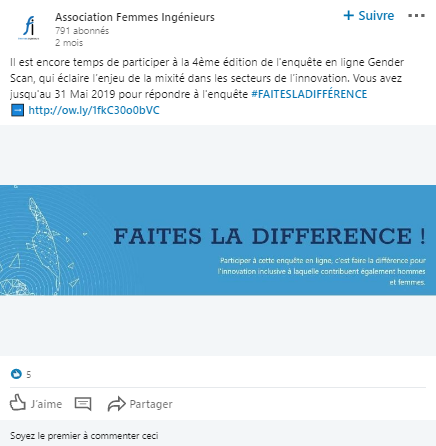 Association Femmes Ingénieurs
+ Suivre
791 abonnés
2 mois
Il est encore temps de participer à la 4ème édition de l'enquête en ligne Gender
Scan, qui éclaire l'enjeu de la mixité dans les secteurs de l'innovation. Vous avez
jusqu'au 31 Mai 2019 pour répondre à l'enquête #FAITESLADIFFÉRENCE
➡ http://ow.ly/1fkC30o0bVC
FAITES LA DIFFERENCE !
Participer à cette enquête en ligne, c'est faire la différence pour
l'innovation inclusive à laquelle contribuent également hommes
et femmes.
5
J'aime
Partager
Soyez le premier à commenter ceci